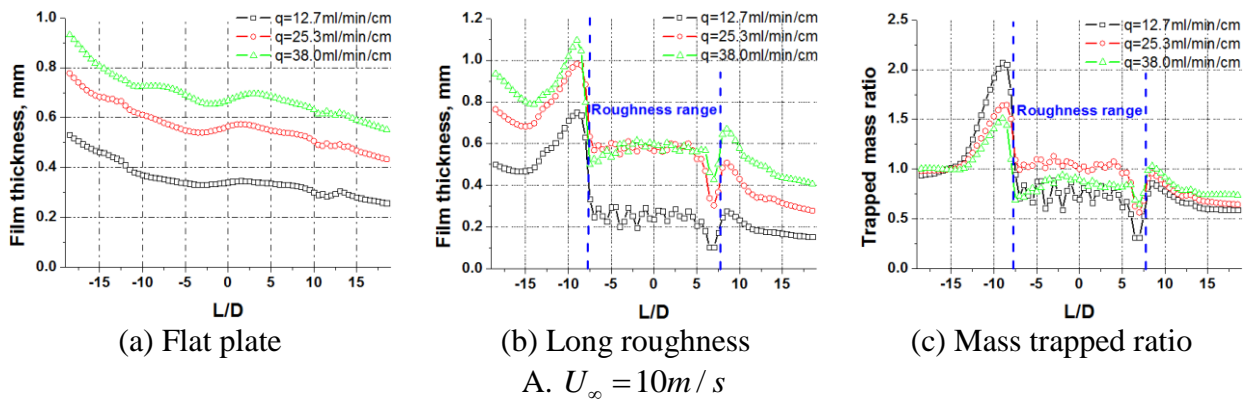 q=12.7ml/min/cm
q=25.3ml/min/cm
q=38.0ml/min/cm
Film thickness, mm
1.0
0.8
0.6
0.4
0.2
0.0
-15 -10 -5 0 5 10 15
L/D
(a) Flat plate
q=12.7ml/min/cm
q=25.3ml/min/cm
q=38.0ml/min/cm
Roughness range
Film thickness, mm
1.2
1.0
0.8
0.6
0.4
0.2
0.0
-15 -10 -5 0 5 10 15
L/D
(b) Long roughness
q=12.7ml/min/cm
q=25.3ml/min/cm
q=38.0ml/min/cm
Roughness range
Trapped mass ratio
2.5
2.0
1.5
1.0
0.5
0.0
-15 -10 -5 0 5 10 15
L/D
(c) Mass trapped ratio
A. U∞ = 10m / s